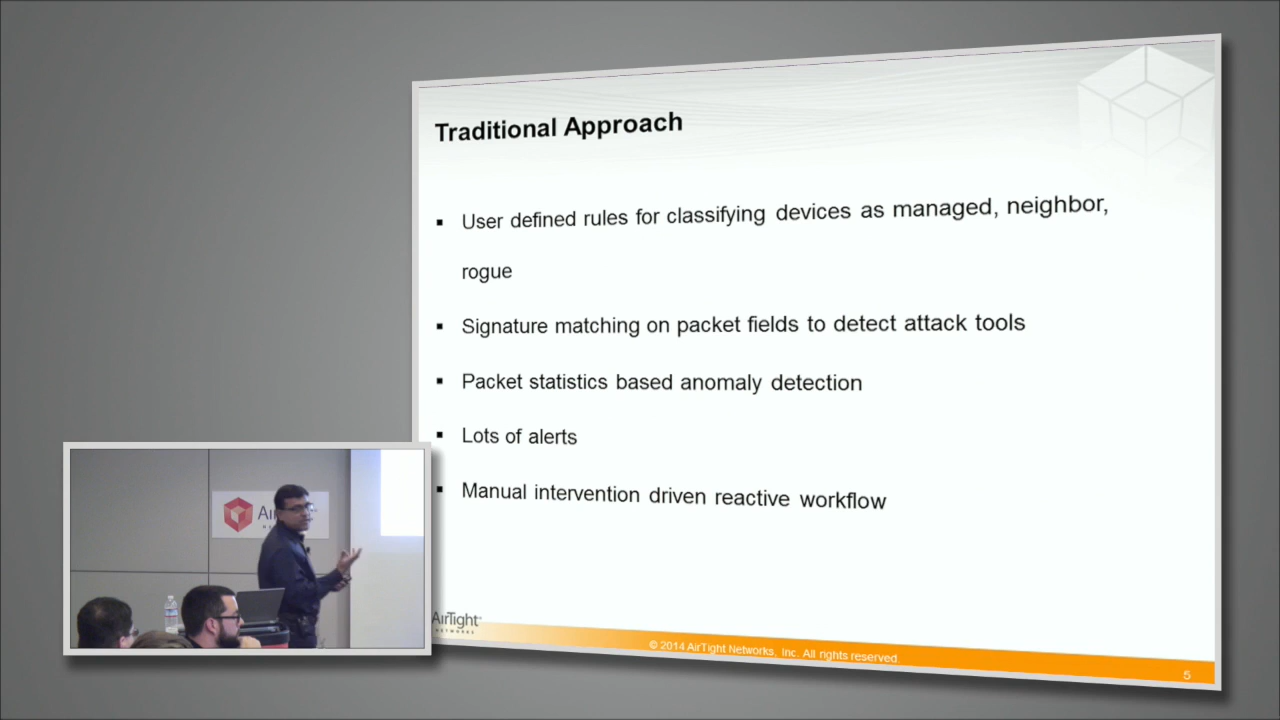 Traditional Approach
User defined rules for classifying devices as managed, neighbor,
rogue
Signature matching on packet fields to detect attack tools
Packet statistics based anomaly detection
Lots of alerts
Manual intervention driven reactive workflow
AirTight
NETWORKS
© 2014 AirTight Networks, Inc. All rights reserved.
5